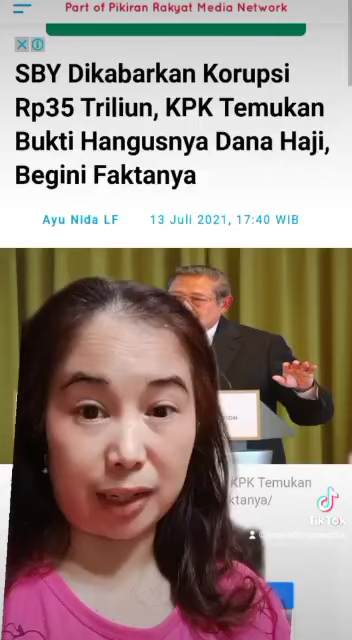 Part of Pikiran Rakyat Media Network
SBY Dikabarkan Korupsi
Rp35 Triliun, KPK Temukan
Bukti Hangusnya Dana Haji,
Begini Faktanya
Ayu Nida LF 13 Juli 2021, 17:40 WIB
KPK Temukan
ktanya/
TikTok